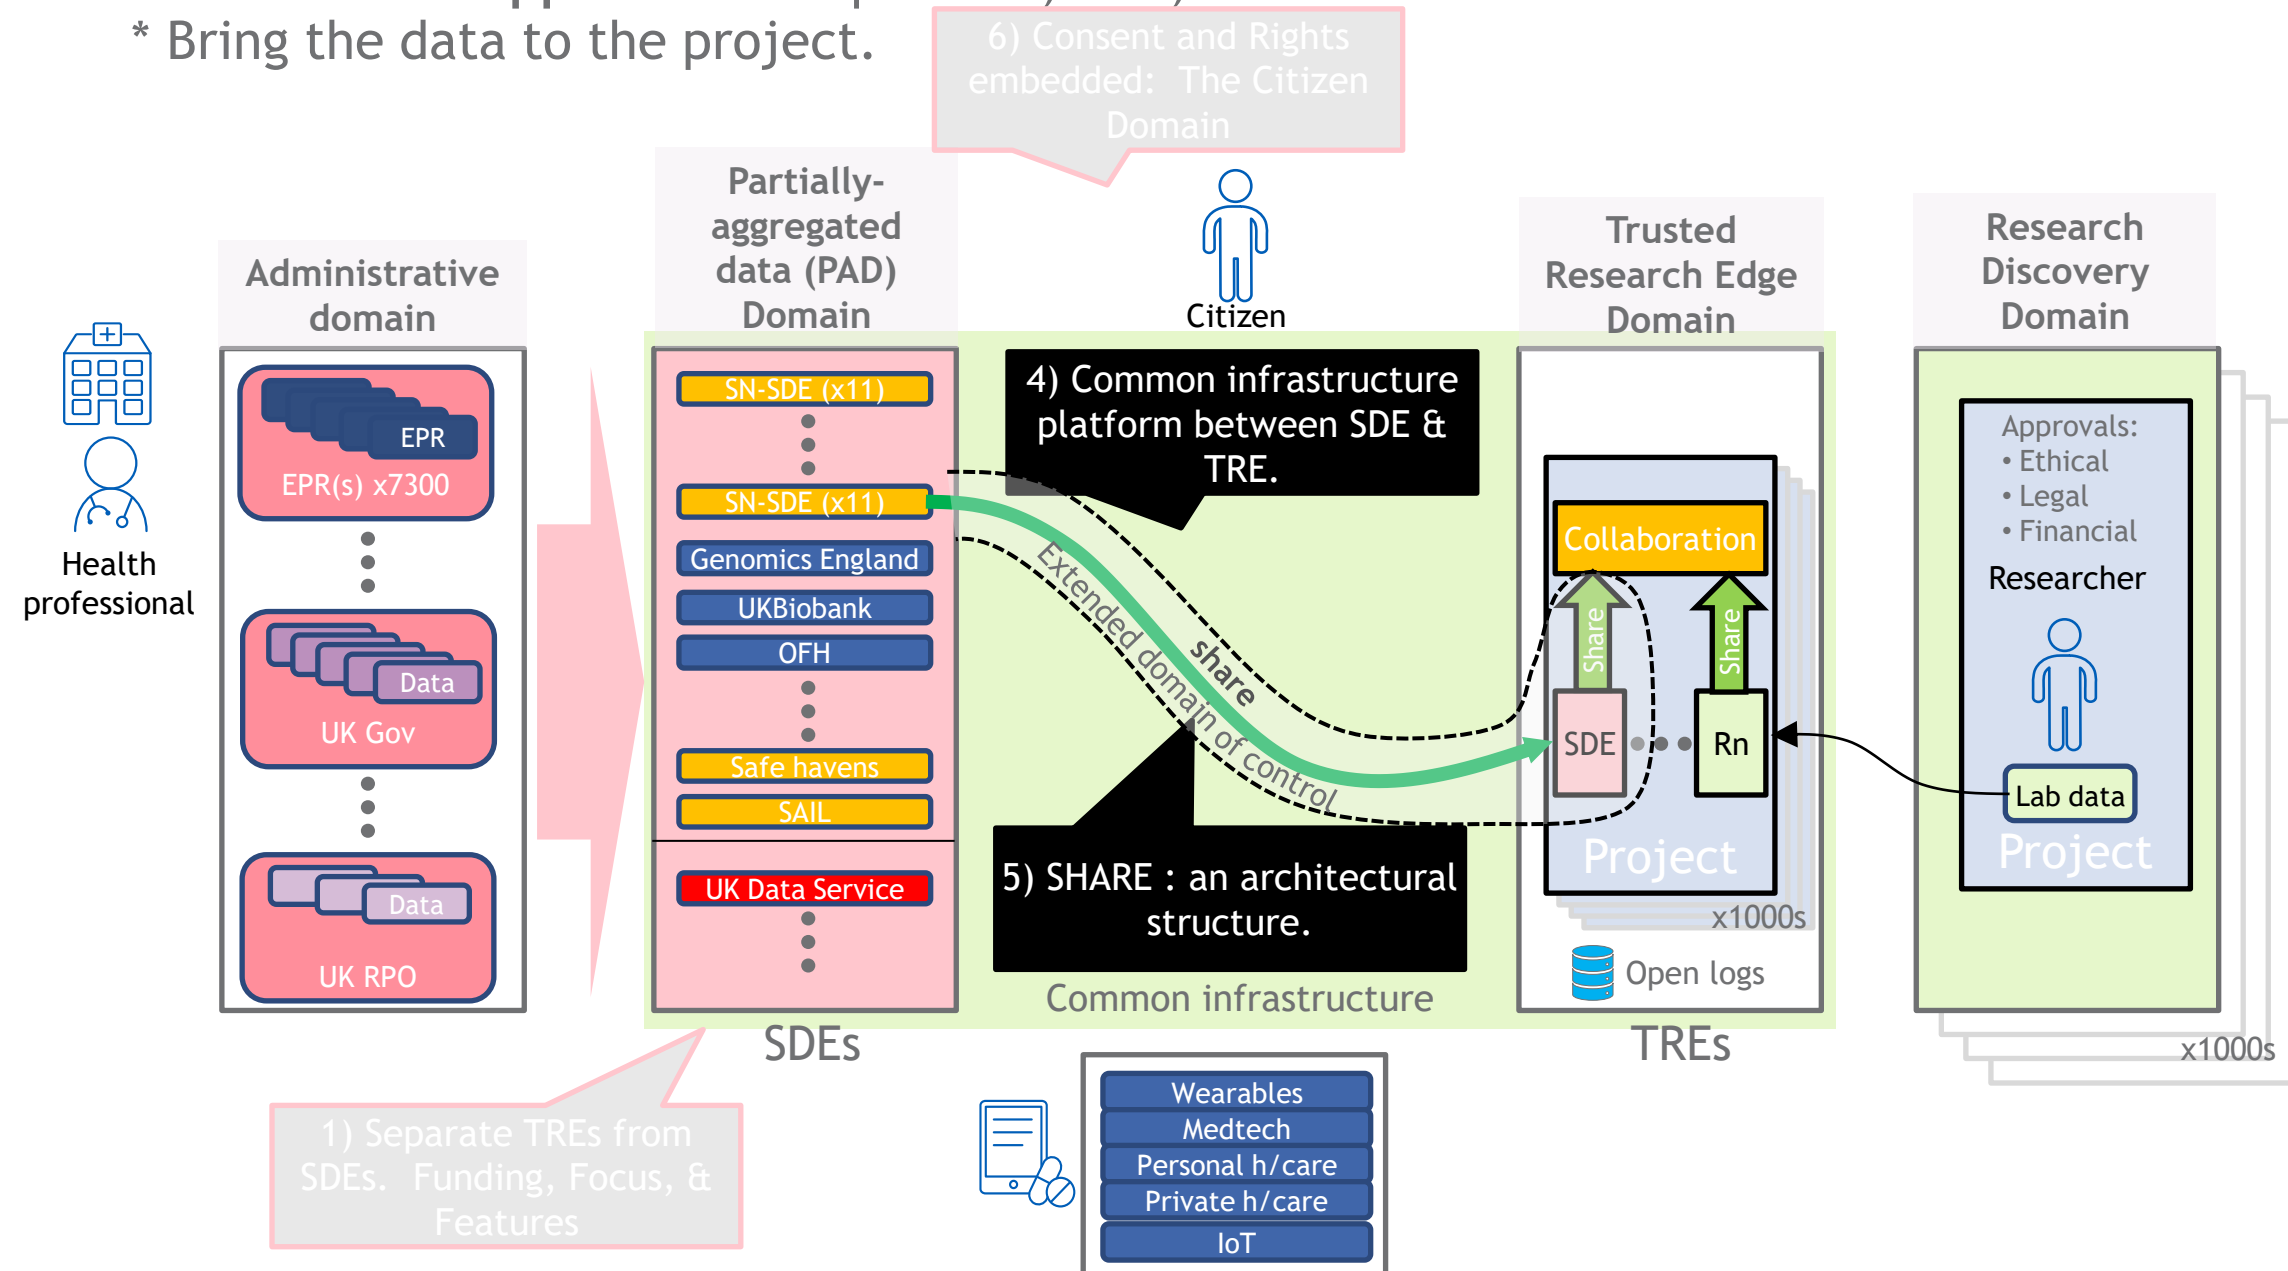 * Bring the data to the project.
6) Consent and Rights
embedded:  The Citizen
Domain
Administrative
domain
Partially-
aggregated
data (PAD)
Domain
Citizen
Trusted
Research Edge
Domain
Research
Discovery
Domain
Health
professional
EPR
EPR(s) x7300
Data
UK Gov
Data
UK RPO
SN-SDE (x11)
SN-SDE (x11)
Genomics England
UKBiobank
OFH
Safe havens
SAIL
UK Data Service
SDEs
4) Common infrastructure
platform between SDE &
TRE.
share
Extended domain of control
5) SHARE : an architectural
structure.
Common infrastructure
Collaboration
Share
Share
SDE
Rn
Project
x1000s
Open logs
TREs
Approvals:
• Ethical
• Legal
• Financial
Researcher
Lab data
Project
x1000s
1) Separate TREs from
SDEs.  Funding, Focus, &
Features
Wearables
Medtech
Personal h/care
Private h/care
IoT